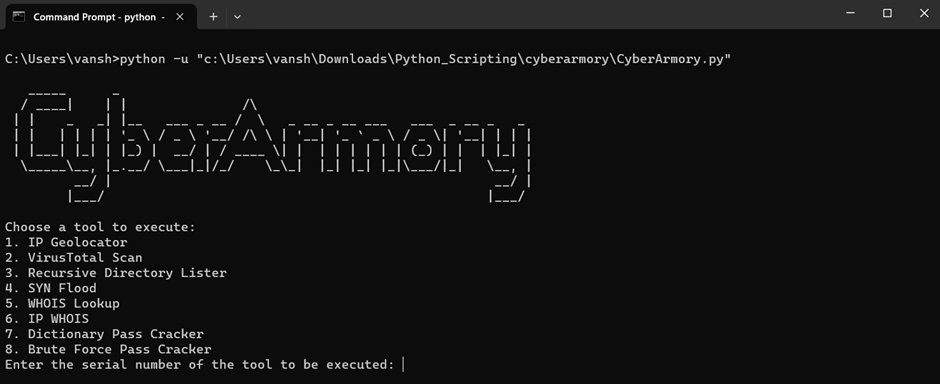 Command Prompt - python -
C:\Users\vansh>python -u "c:\Users\vansh\Downloads\Python_Scripting\cyberarmory\CyberArmory.py"
CyberArmory
Choose a tool to execute:
1. IP Geolocator
2. VirusTotal Scan
3. Recursive Directory Lister
4. SYN Flood
5. WHOIS Lookup
6. IP WHOIS
7. Dictionary Pass Cracker
8. Brute Force Pass Cracker
Enter the serial number of the tool to be executed: